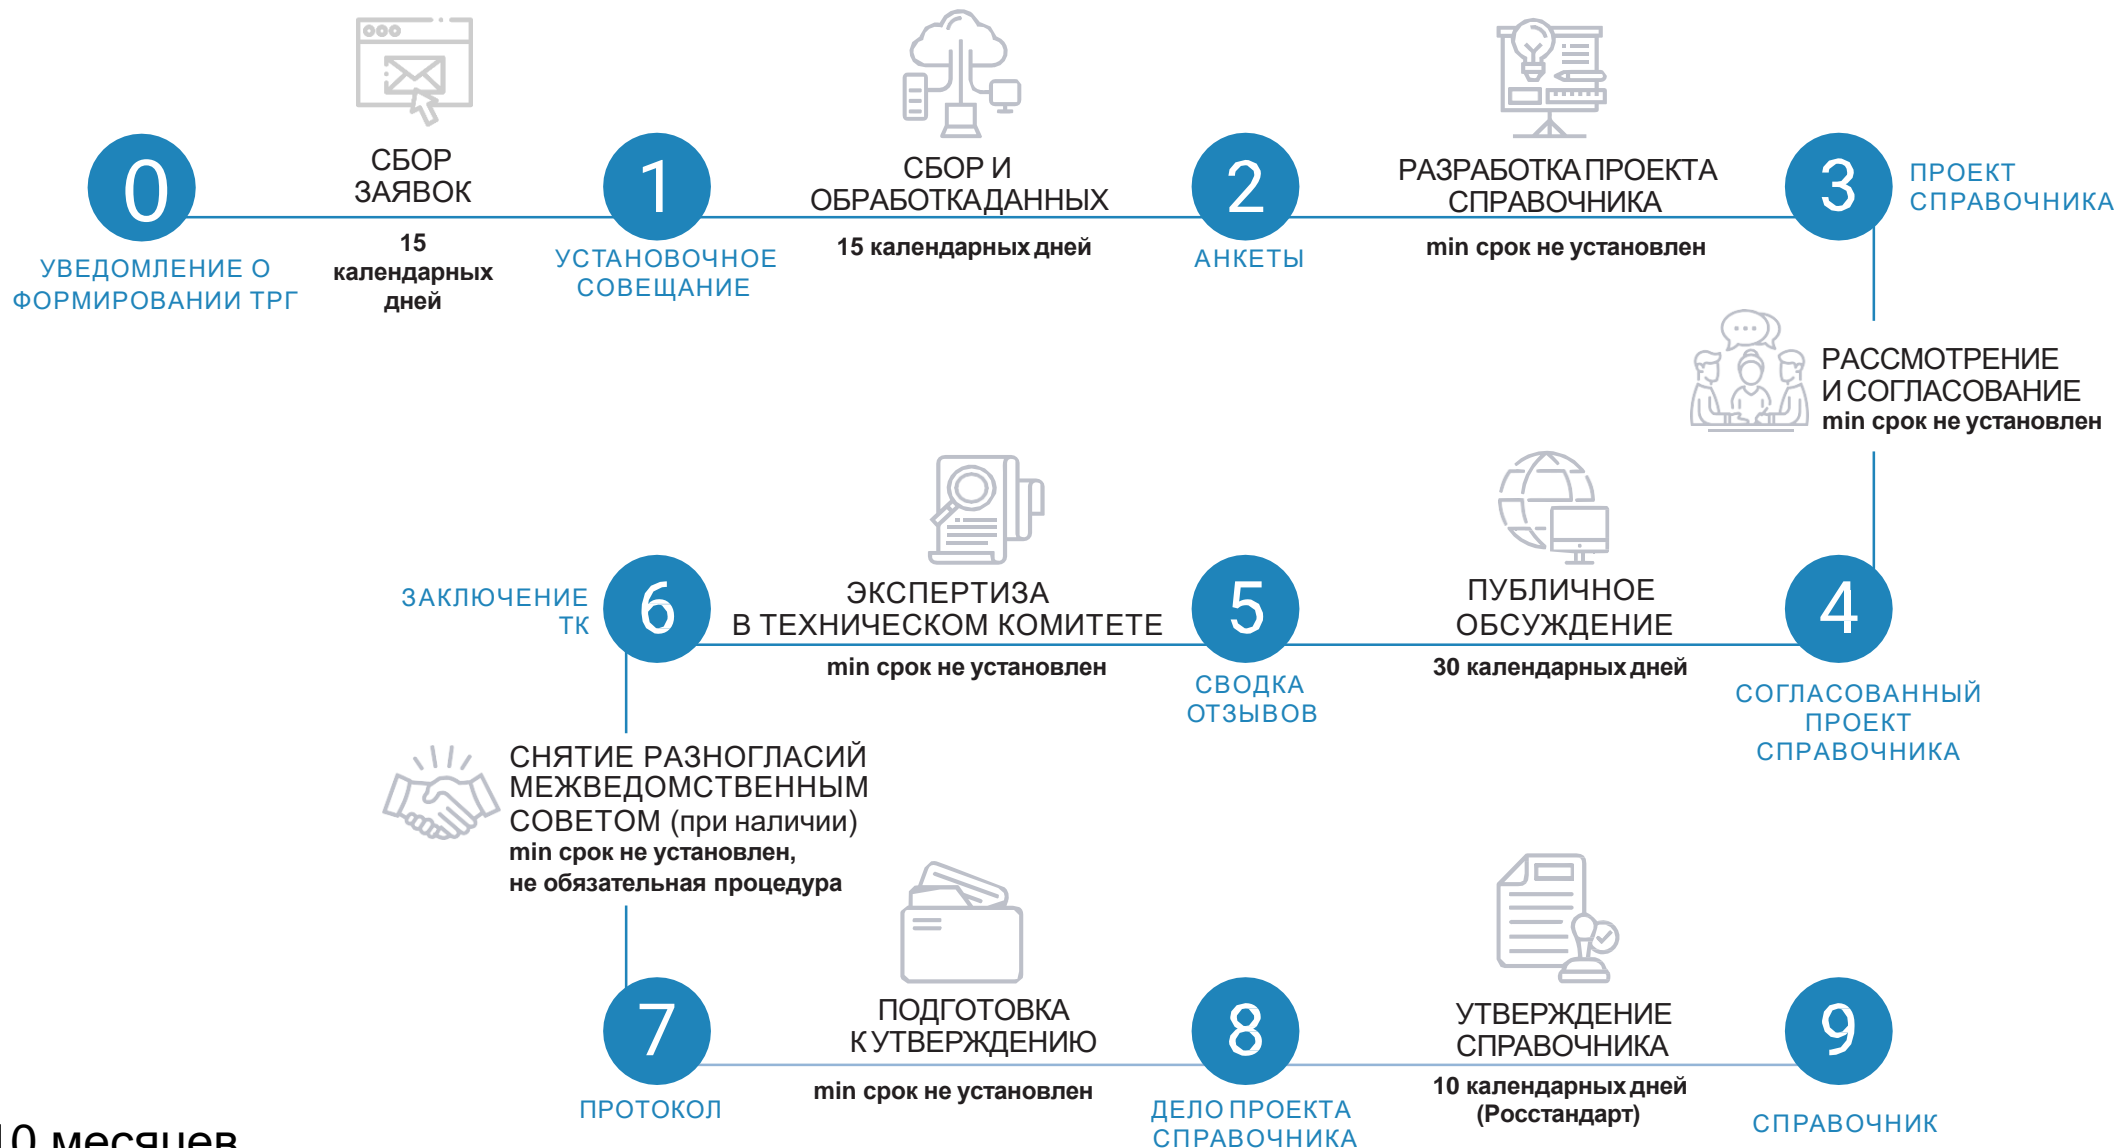 0
СБОР
ЗАЯВОК
15
календарных
дней
УВЕДОМЛЕНИЕ О
ФОРМИРОВАНИИ ТРГ
1
УСТАНОВОЧНОЕ
СОВЕЩАНИЕ
СБОР И
ОБРАБОТКА ДАННЫХ
15 календарных дней
2
АНКЕТЫ
РАЗРАБОТКА ПРОЕКТА
СПРАВОЧНИКА
min срок не установлен
3
ПРОЕКТ
СПРАВОЧНИКА
РАССМОТРЕНИЕ
И СОГЛАСОВАНИЕ
min срок не установлен
4
СОГЛАСОВАННЫЙ
ПРОЕКТ
СПРАВОЧНИКА
ПУБЛИЧНОЕ
ОБСУЖДЕНИЕ
30 календарных дней
5
СВОДКА
ОТЗЫВОВ
ЭКСПЕРТИЗА
В ТЕХНИЧЕСКОМ КОМИТЕТЕ
min срок не установлен
6
ЗАКЛЮЧЕНИЕ
ТК
СНЯТИЕ РАЗНОГЛАСИЙ
МЕЖВЕДОМСТВЕННЫМ
СОВЕТОМ (при наличии)
min срок не установлен,
не обязательная процедура
7
ПРОТОКОЛ
ПОДГОТОВКА
К УТВЕРЖДЕНИЮ
min срок не установлен
8
ДЕЛО ПРОЕКТА
СПРАВОЧНИКА
УТВЕРЖДЕНИЕ
СПРАВОЧНИКА
10 календарных дней
(Росстандарт)
9
СПРАВОЧНИК
10 месяцев